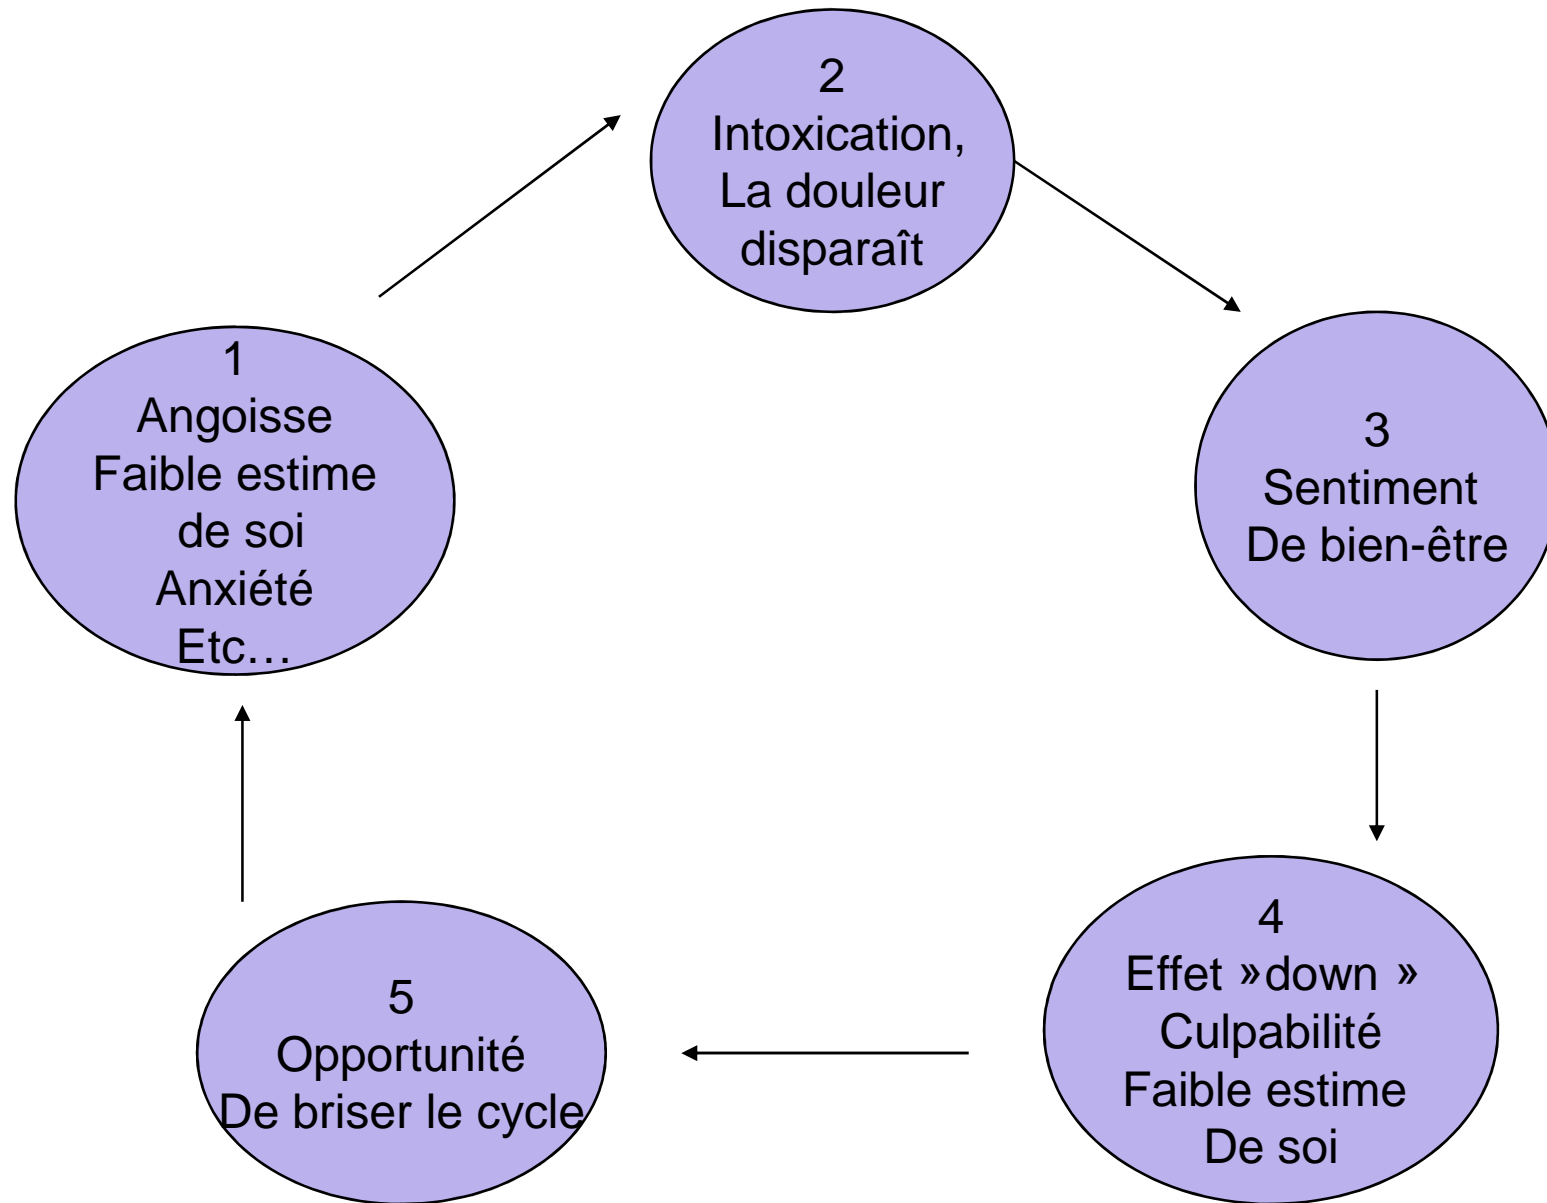 1
Angoisse
Faible estime
de soi
Anxiété
Etc…
2
Intoxication,
La douleur
disparaît
3
Sentiment
De bien-être
4
Effet »down »
Culpabilité
Faible estime
De soi
5
Opportunité
De briser le cycle